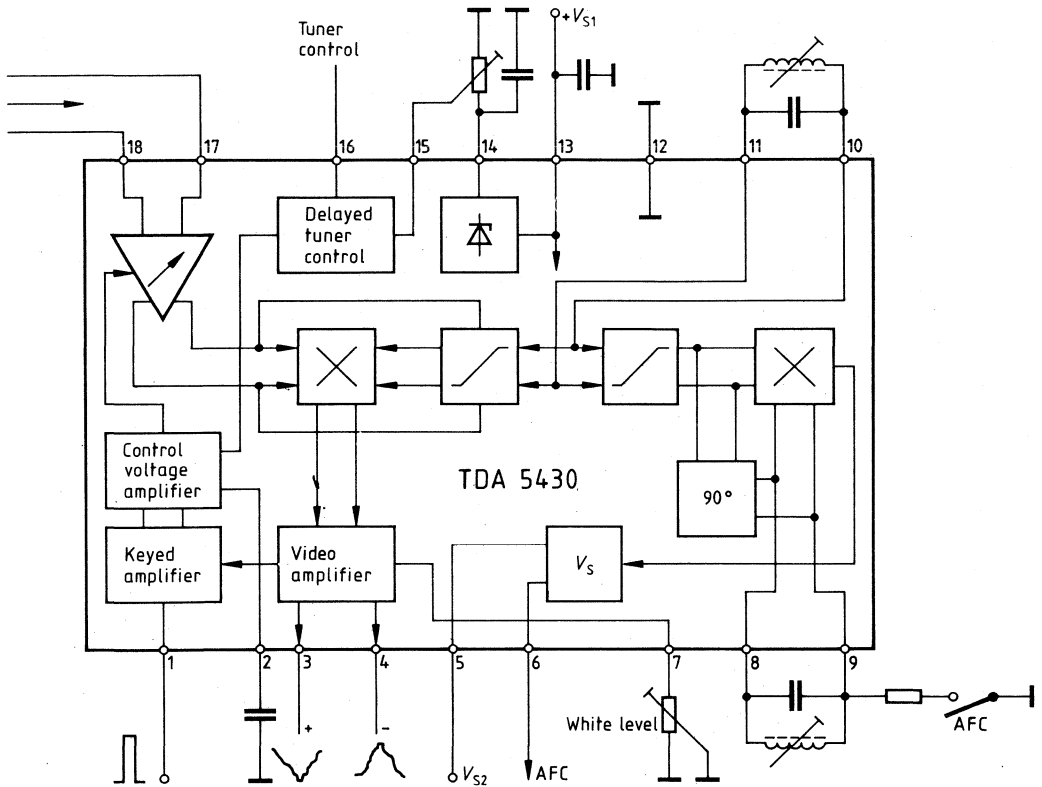 Tuner
control
+VS1
18
17
16
15
14
13
12
11
10
Delayed
tuner
control
Control
voltage
amplifier
TDA 5430
90°
Keyed
amplifier
Video
amplifier
VS
1
2
3
4
5
6
7
8
9
+
-
White level
AFC
VS2
AFC